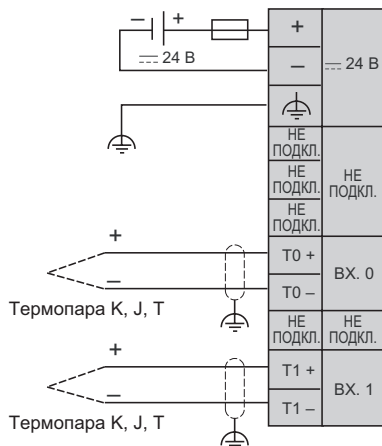 − +
+
⎓ 24 В
−
⎓ 24 В
НЕ
ПОДКЛ.
НЕ
ПОДКЛ.
НЕ
ПОДКЛ.
НЕ
ПОДКЛ.
+
T0 +
−
T0 −
ВХ. 0
Термопара K, J, T
НЕ
ПОДКЛ.
НЕ
ПОДКЛ.
+
T1 +
−
T1 −
ВХ. 1
Термопара K, J, T